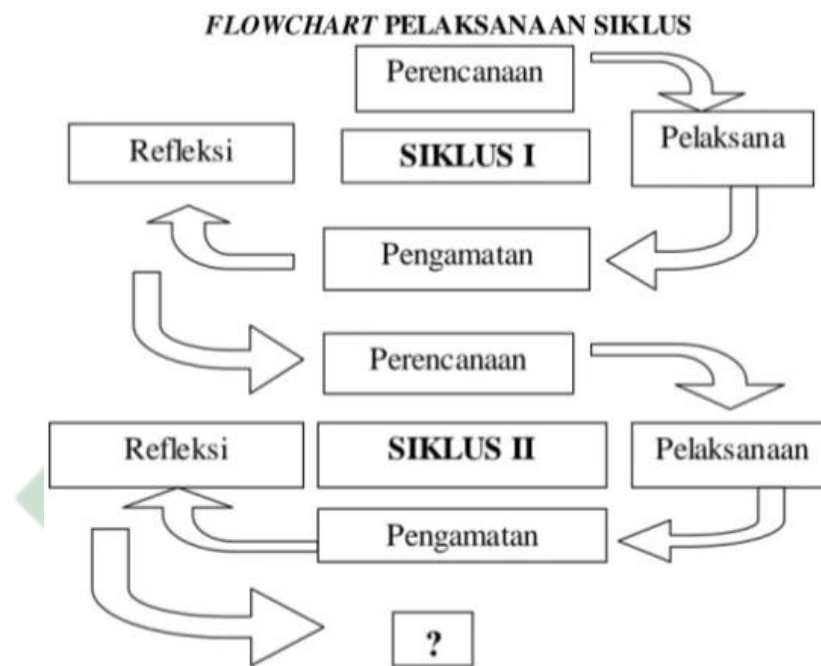 FLOWCHART PELAKSANAAN SIKLUS
Perencanaan
Refleksi
SIKLUS I
Pelaksana
Pengamatan
Perencanaan
Refleksi
SIKLUS II
Pelaksanaan
Pengamatan
?